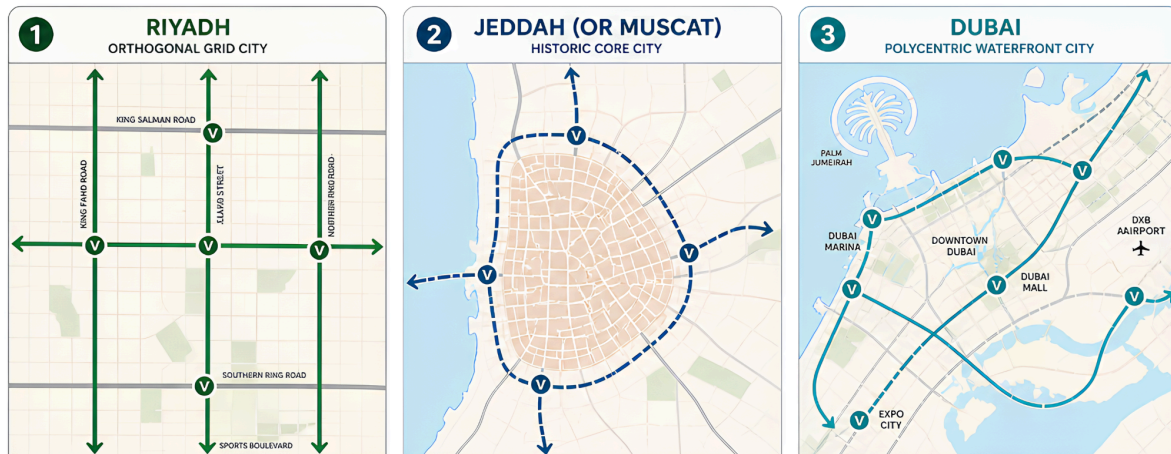 1
RIYADH
ORTHOGONAL GRID CITY
KING SALMAN ROAD
V
KING FAHD ROAD
STREET
V
V
V
V
SOUTHERN RING ROAD
SPORTS BOULEVARD
2
JEDDAH (OR MUSCAT)
HISTORIC CORE CITY
V
V
V
V
3
DUBAI
POLYCENTRIC WATERFRONT CITY
PALM
JUMEIRAH
V
V
V
DUBAI
MARINA
DOWNTOWN
DUBAI
DXB
AAIRPORT
V
V
DUBAI
MALL
V
V
EXPO
CITY